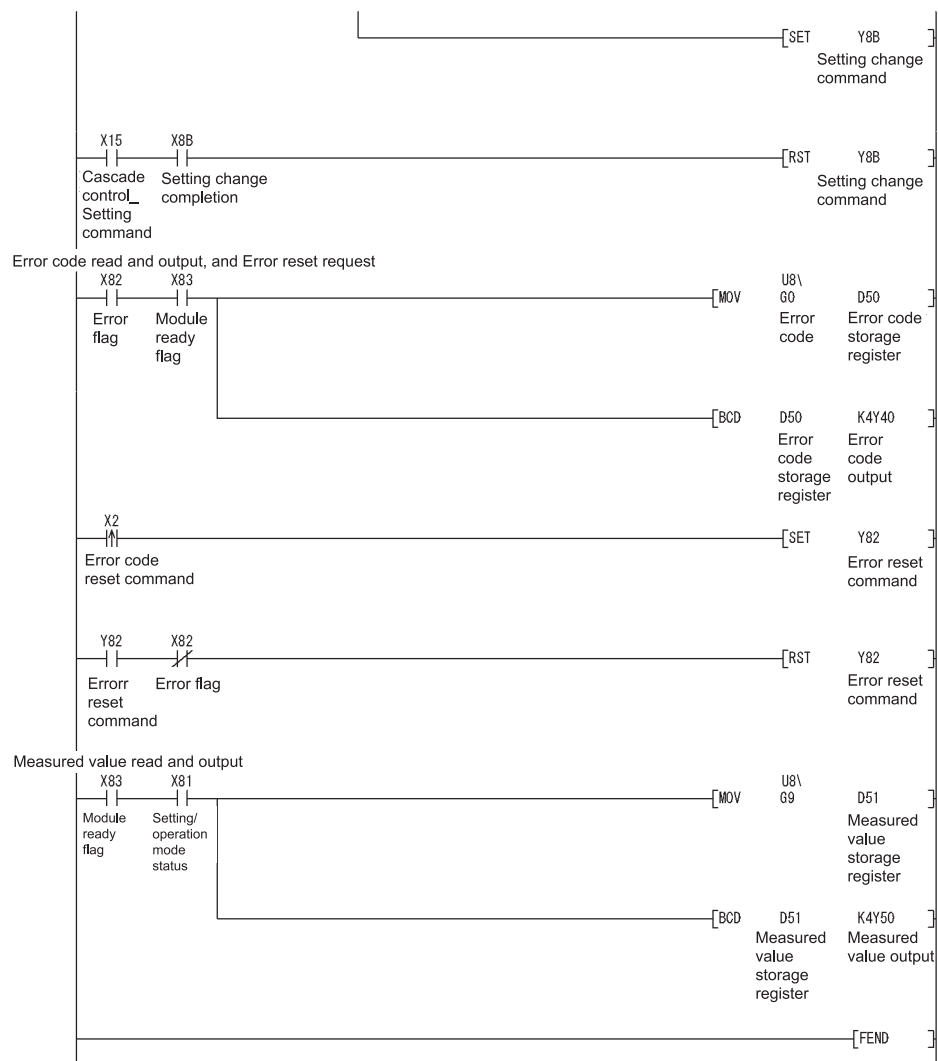 SET Y8B
Setting change
command
X15 X8B
RST Y8B
Cascade
control_
Setting
command
Setting change
completion
Setting change
command
Error code read and output, and Error reset request
X82 X83
U8\
MOV G0 D50
Error
flag
Module
ready
flag
Error
code
Error code
storage
register
BCD D50 K4Y40
Error
code
storage
register
Error
code
output
X2
SET Y82
Error code
reset command
Error reset
command
Y82 X82
RST Y82
Errorr
reset
command
Error flag
Error reset
command
Measured value read and output
X83 X81
U8\
MOV G9 D51
Module
ready
flag
Setting/
operation
mode
status
Measured
value
storage
register
BCD D51 K4Y50
Measured
value
storage
register
Measured
value output
FEND